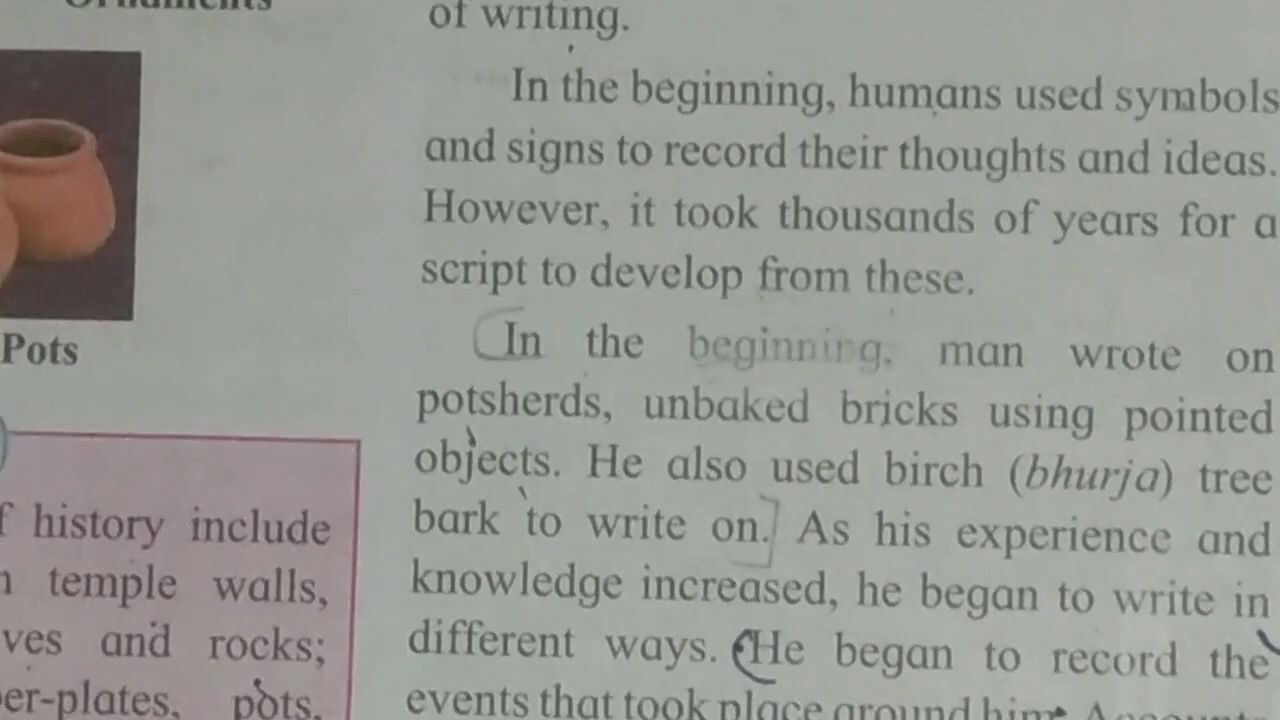 Ornaments
Pots
f history include
temple walls,
ves and rocks;
er-plates, pots,
of writing.
In the beginning, humans used symbols
and signs to record their thoughts and ideas.
However, it took thousands of years for a
script to develop from these.
In the beginning, man wrote on
potsherds, unbaked bricks using pointed
objects. He also used birch (bhurja) tree
bark to write on. As his experience and
knowledge increased, he began to write in
different ways. He began to record the
events that took place around him.